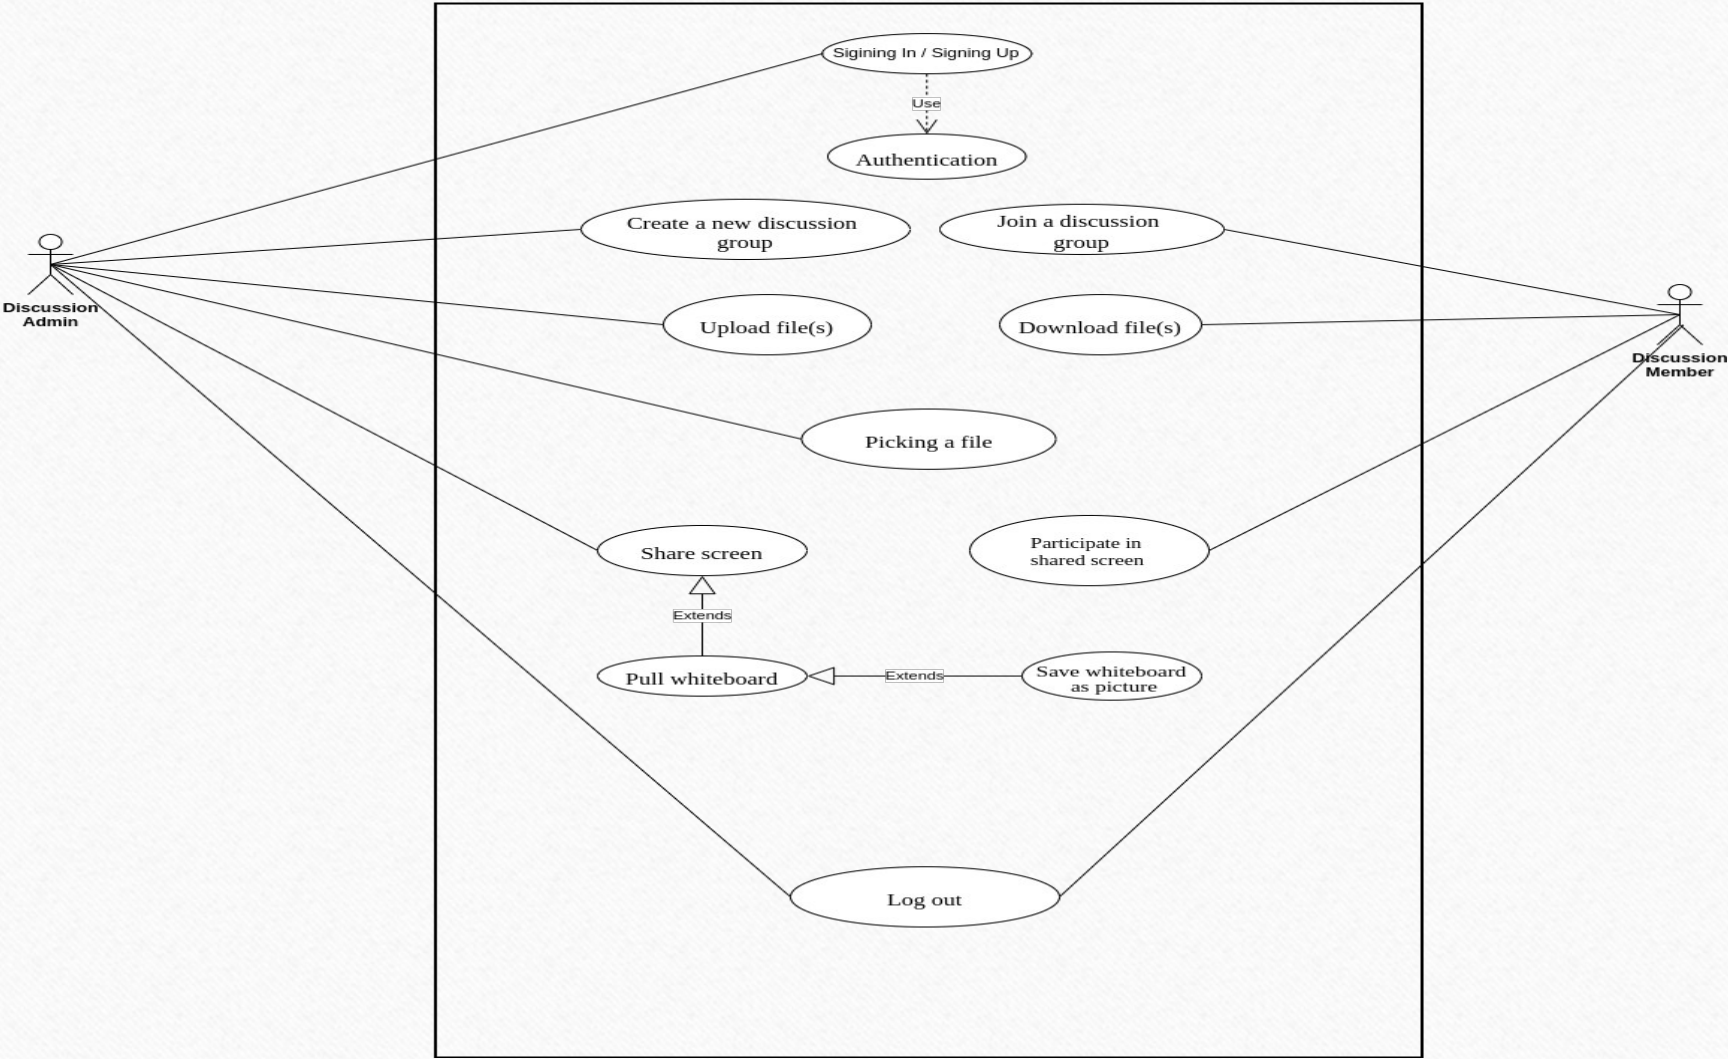 Sigining In / Signing Up
Use
Authentication
Create a new discussion
group
Join a discussion
group
Discussion
Admin
Upload file(s)
Download file(s)
Discussion
Member
Picking a file
Share screen
Participate in
shared screen
Extends
Pull whiteboard
Extends
Save whiteboard
as picture
Log out